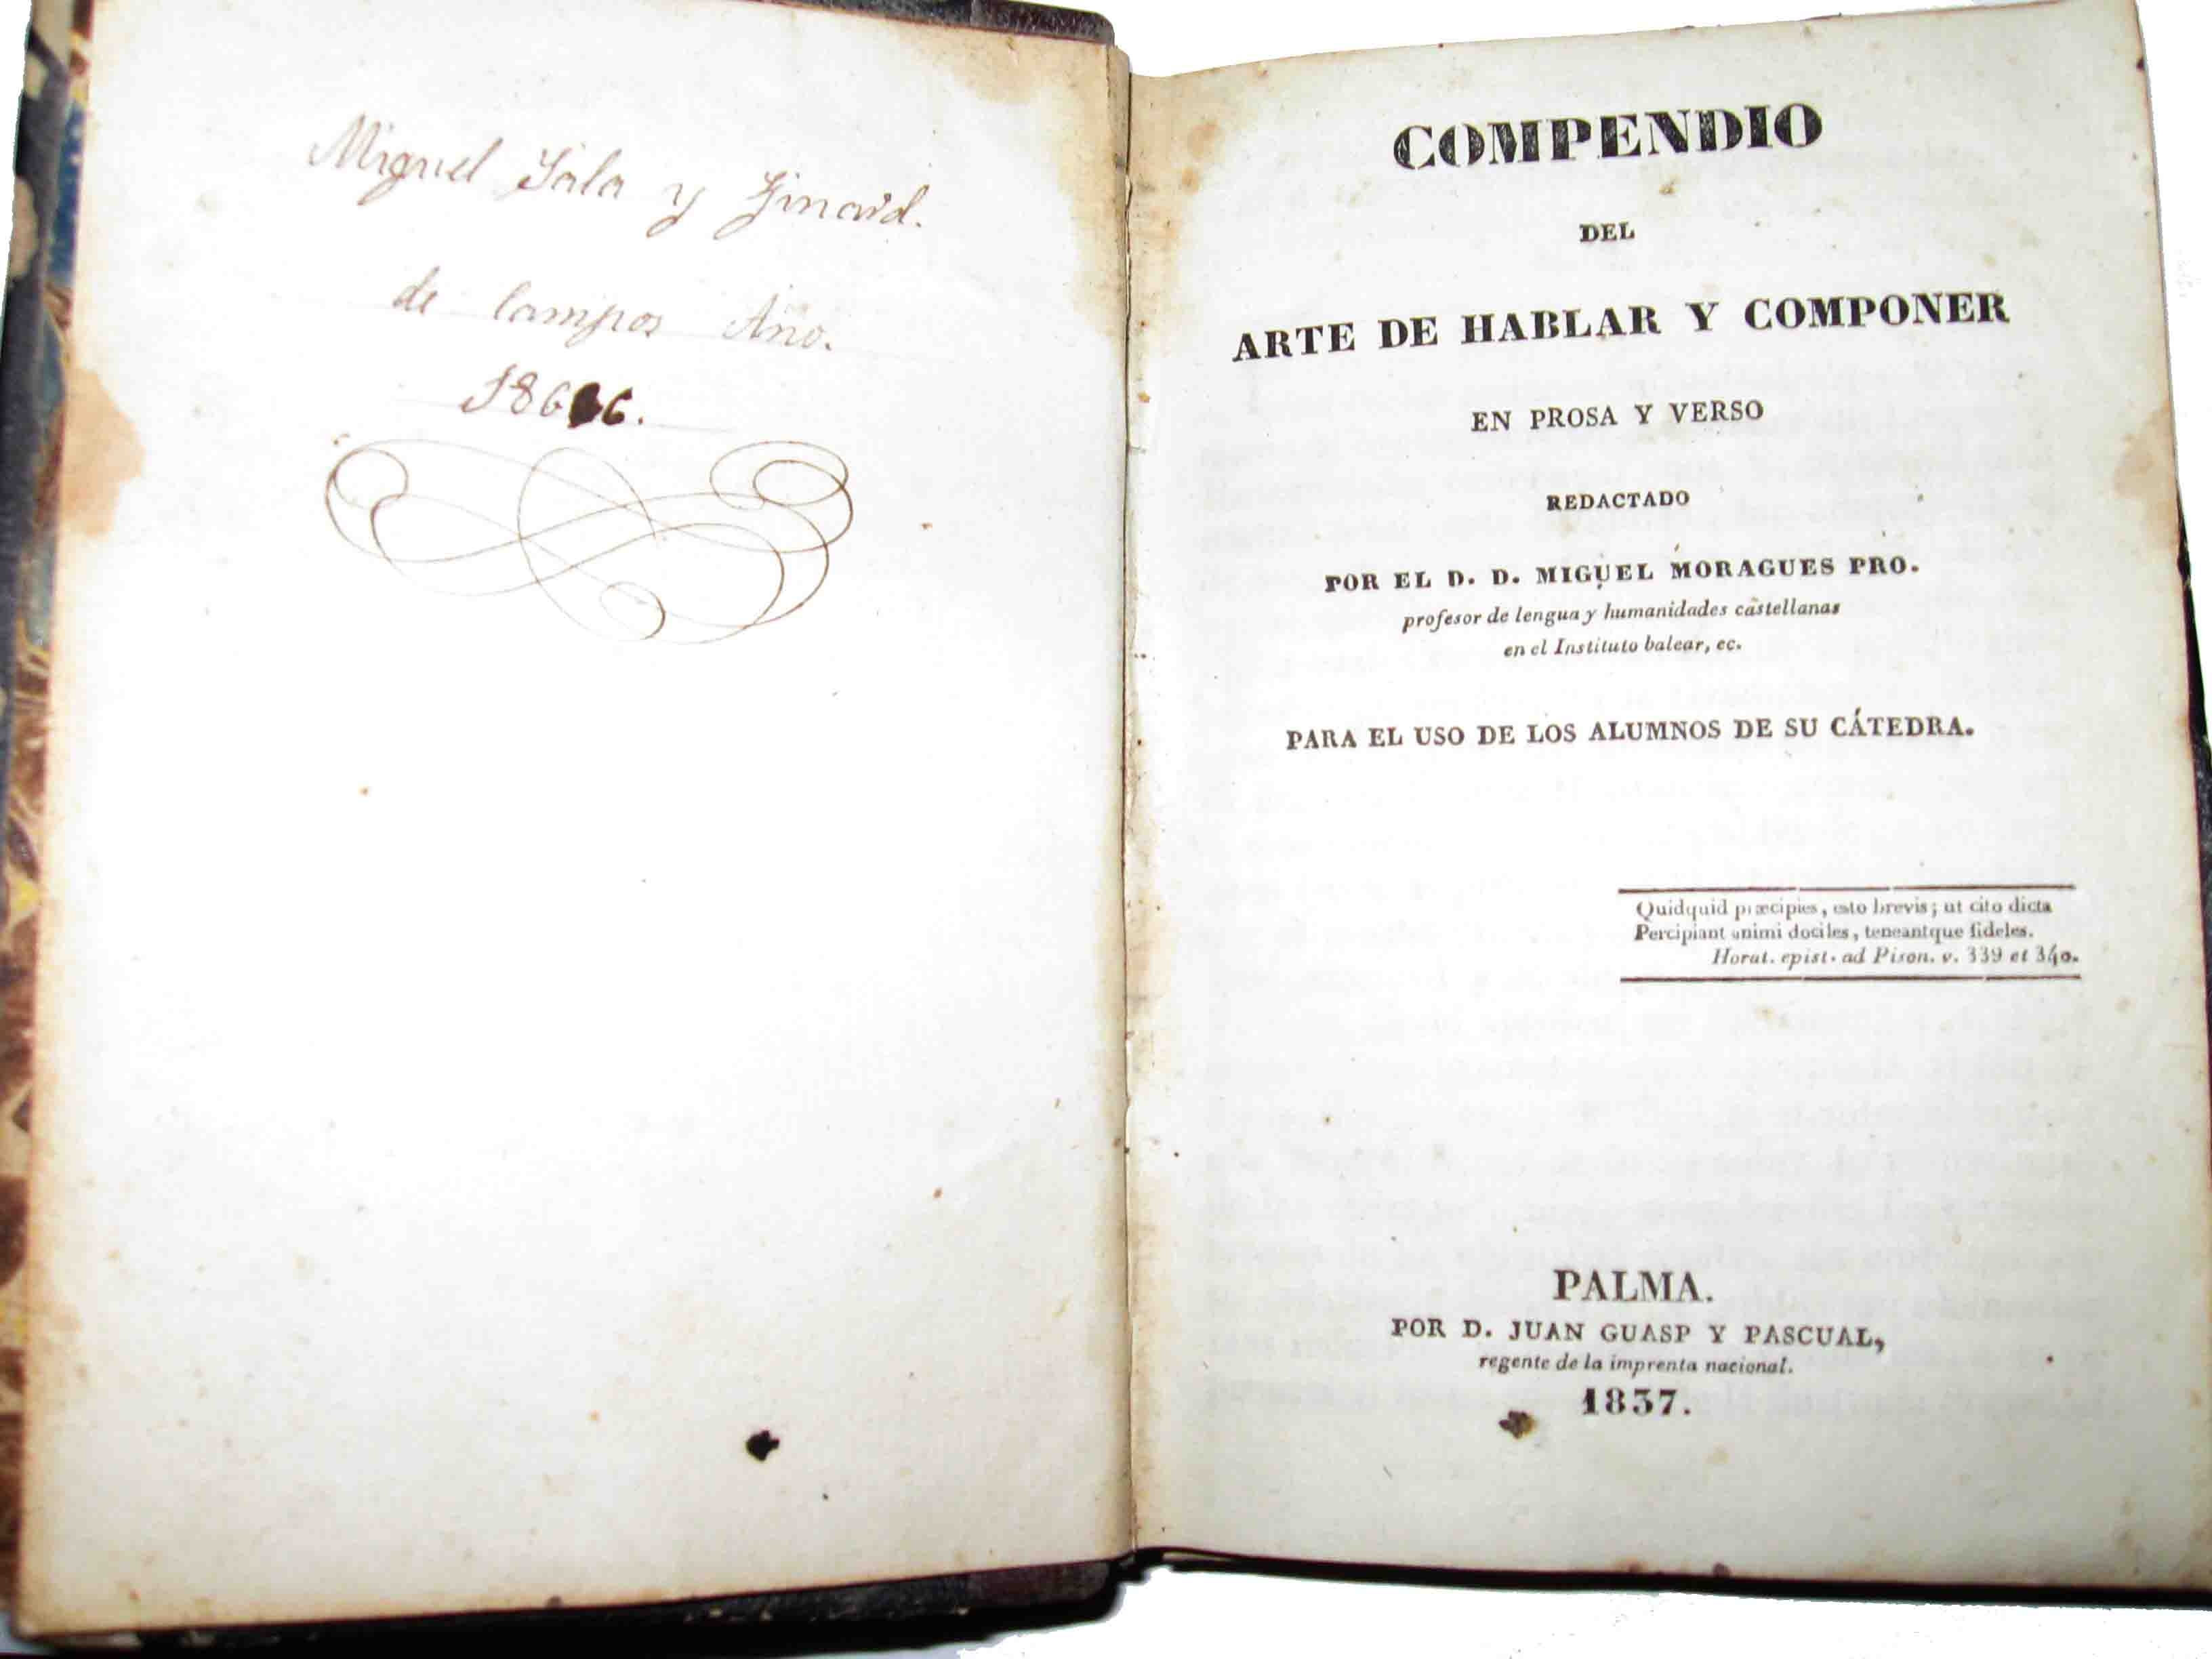 Miguel Sala y Ginard.
de Campos Año.
186 6.
COMPENDIO
DEL
ARTE DE HABLAR Y COMPONER
EN PROSA Y VERSO
REDACTADO
POR EL D. D. MIGUEL MORAGUES PRO.
profesor de lengua y humanidades castellanas
en el Instituto balear, ec.
PARA EL USO DE LOS ALUMNOS DE SU CÁTEDRA.
Quidquid præcipies, esto brevis; ut cito dicta
Percipiant animi dociles, teneantque fideles.
Horat. epist. ad Pison. v. 339 et 340.
PALMA.
POR D. JUAN GUASP Y PASCUAL,
regente de la imprenta nacional.
1837.